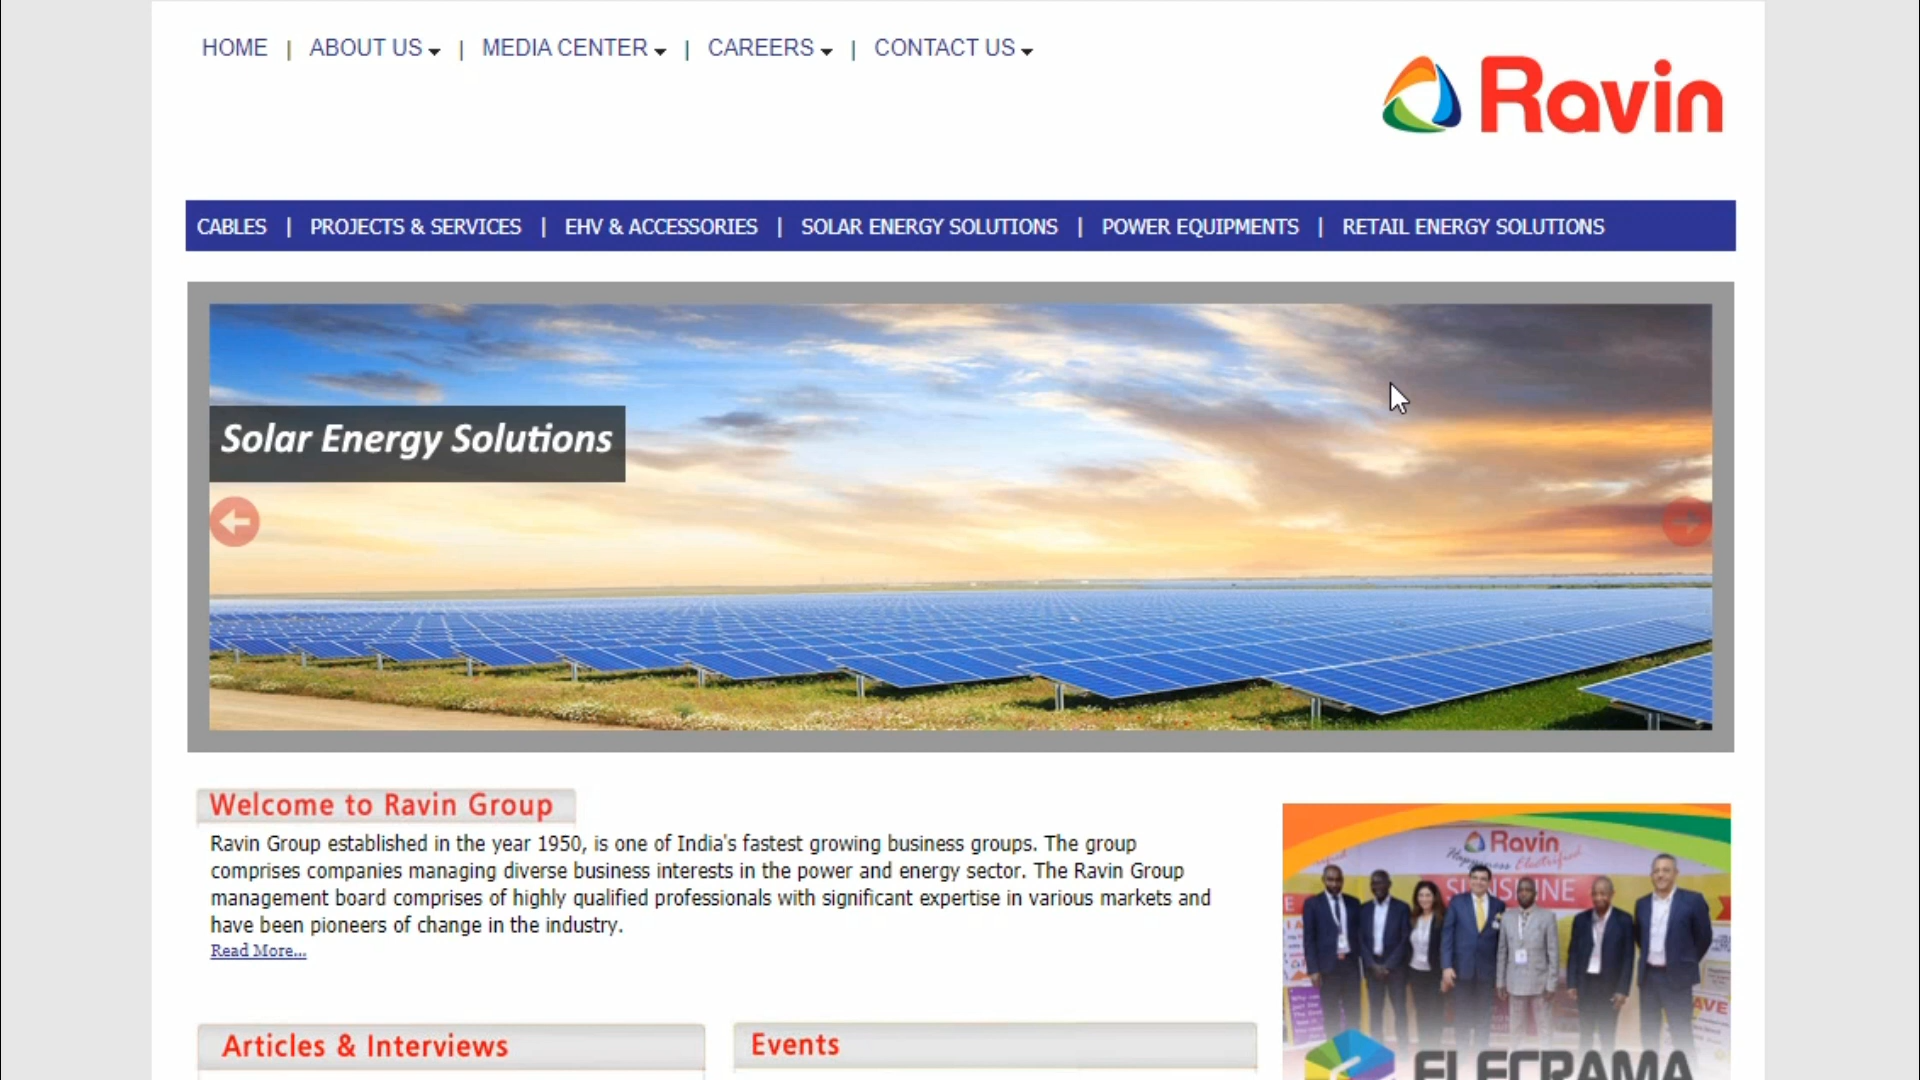 HOME | ABOUT US | MEDIA CENTER | CAREERS | CONTACT US
Ravin
CABLES | PROJECTS & SERVICES | EHV & ACCESSORIES | SOLAR ENERGY SOLUTIONS | POWER EQUIPMENTS | RETAIL ENERGY SOLUTIONS
Solar Energy Solutions
Welcome to Ravin Group
Ravin Group established in the year 1950, is one of India's fastest growing business groups. The group
comprises companies managing diverse business interests in the power and energy sector. The Ravin Group
management board comprises of highly qualified professionals with significant expertise in various markets and
have been pioneers of change in the industry.
Read More...
Ravin
Happiness Electrified
SUNSHINE
ELECRAMA
Articles & Interviews
Events